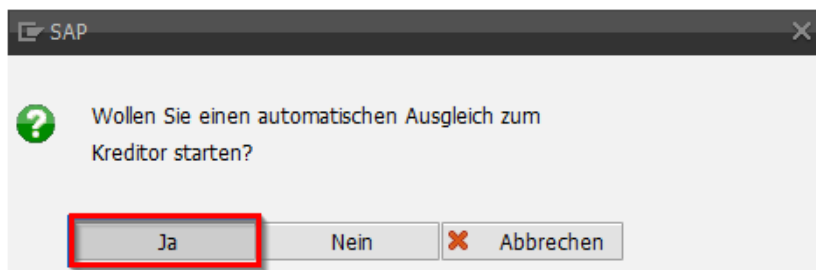 SAP
Wollen Sie einen automatischen Ausgleich zum
Kreditor starten?
Ja Nein Abbrechen